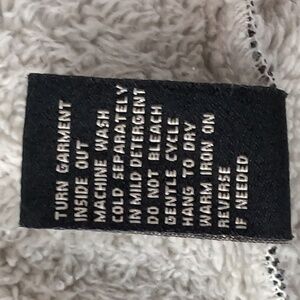 TURN GARMENT
INSIDE OUT
MACHINE WASH
COLD SEPARATELY
IN MILD DETERGENT
DO NOT BLEACH
GENTLE CYCLE
HANG TO DRY
WARM IRON ON
REVERSE
IF NEEDED